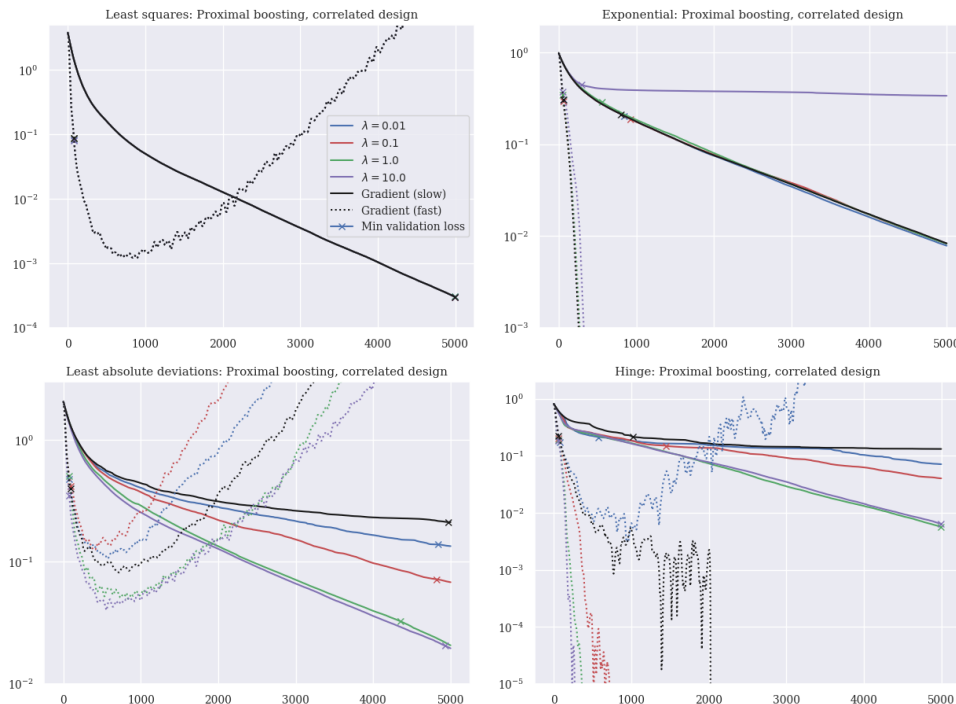 Least squares: Proximal boosting, correlated design
10^0
10^-1
10^-2
10^-3
10^-4
0 1000 2000 3000 4000 5000
λ = 0.01
λ = 0.1
λ = 1.0
λ = 10.0
Gradient (slow)
Gradient (fast)
Min validation loss
Exponential: Proximal boosting, correlated design
10^0
10^-1
10^-2
10^-3
0 1000 2000 3000 4000 5000
Least absolute deviations: Proximal boosting, correlated design
10^0
10^-1
10^-2
0 1000 2000 3000 4000 5000
Hinge: Proximal boosting, correlated design
10^0
10^-1
10^-2
10^-3
10^-4
10^-5
0 1000 2000 3000 4000 5000